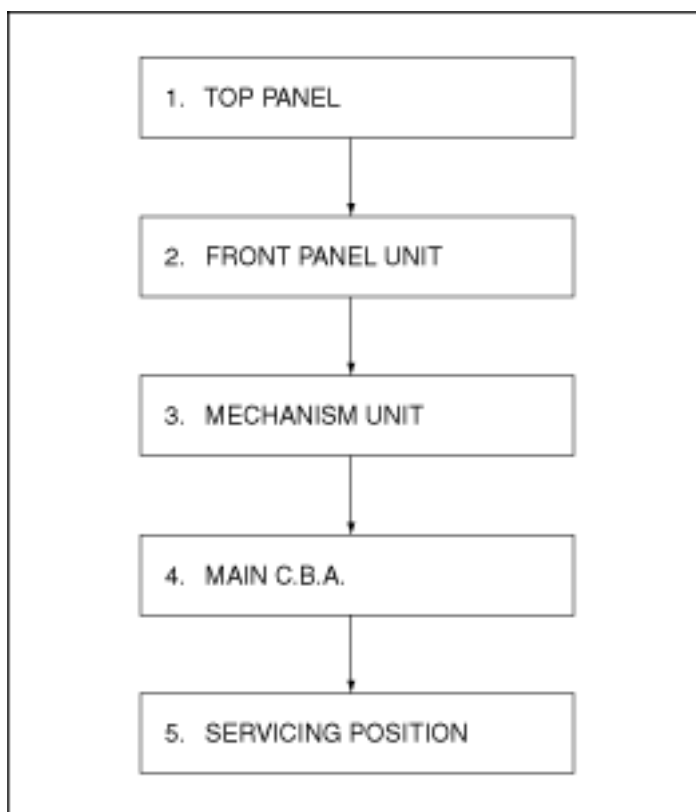 1. TOP PANEL
2. FRONT PANEL UNIT
3. MECHANISM UNIT
4. MAIN C.B.A.
5. SERVICING POSITION